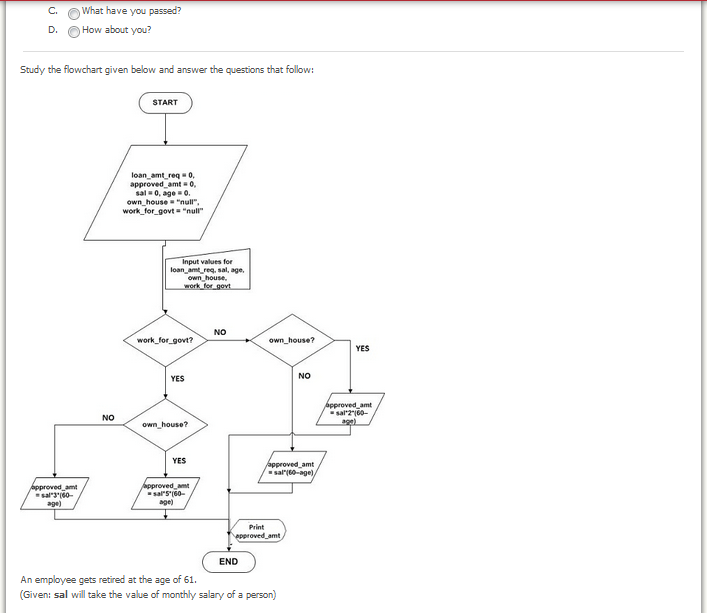 C. What have you passed?
D. How about you?
Study the flowchart given below and answer the questions that follow:
START
loan_amt_req = 0,
approved_amt = 0,
sal = 0, age = 0.
own_house = "null",
work_for_govt = "null"
Input values for
loan_amt_req, sal, age,
own_house,
work_for_govt
work_for_govt?
NO
own_house?
YES
YES
NO
approved_amt
= sal*2*(60-
age)
NO
own_house?
YES
approved_amt
= sal*(60-age)
approved_amt
= sal*3*(60-
age)
approved_amt
= sal*5*(60-
age)
Print
approved_amt
END
An employee gets retired at the age of 61.
(Given: sal will take the value of monthly salary of a person)